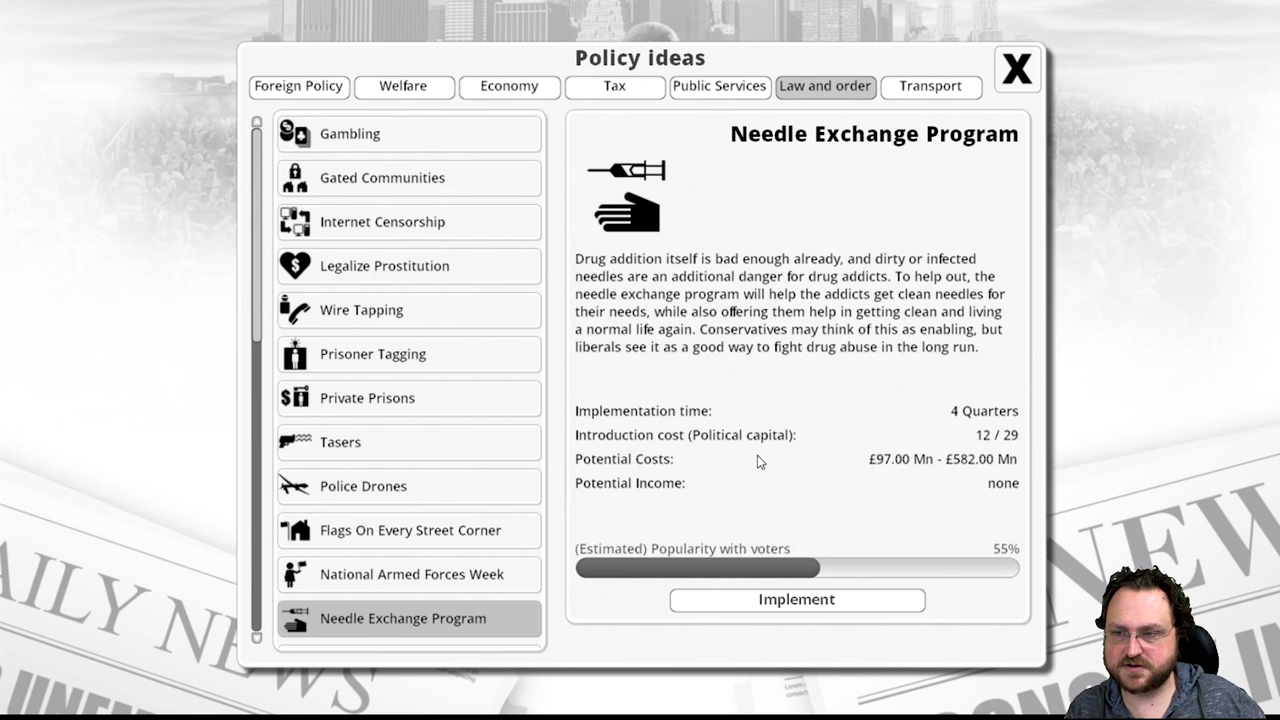 Policy ideas
X
Foreign Policy
Welfare
Economy
Tax
Public Services
Law and order
Transport
Gambling
Gated Communities
Internet Censorship
Legalize Prostitution
Wire Tapping
Prisoner Tagging
Private Prisons
Tasers
Police Drones
Flags On Every Street Corner
National Armed Forces Week
Needle Exchange Program
Needle Exchange Program
Drug addition itself is bad enough already, and dirty or infected
needles are an additional danger for drug addicts. To help out, the
needle exchange program will help the addicts get clean needles for
their needs, while also offering them help in getting clean and living
a normal life again. Conservatives may think of this as enabling, but
liberals see it as a good way to fight drug abuse in the long run.
Implementation time: 4 Quarters
Introduction cost (Political capital): 12 / 29
Potential Costs: £97.00 Mn - £582.00 Mn
Potential Income: none
(Estimated) Popularity with voters 55%
Implement
AILY NEWS
NEW